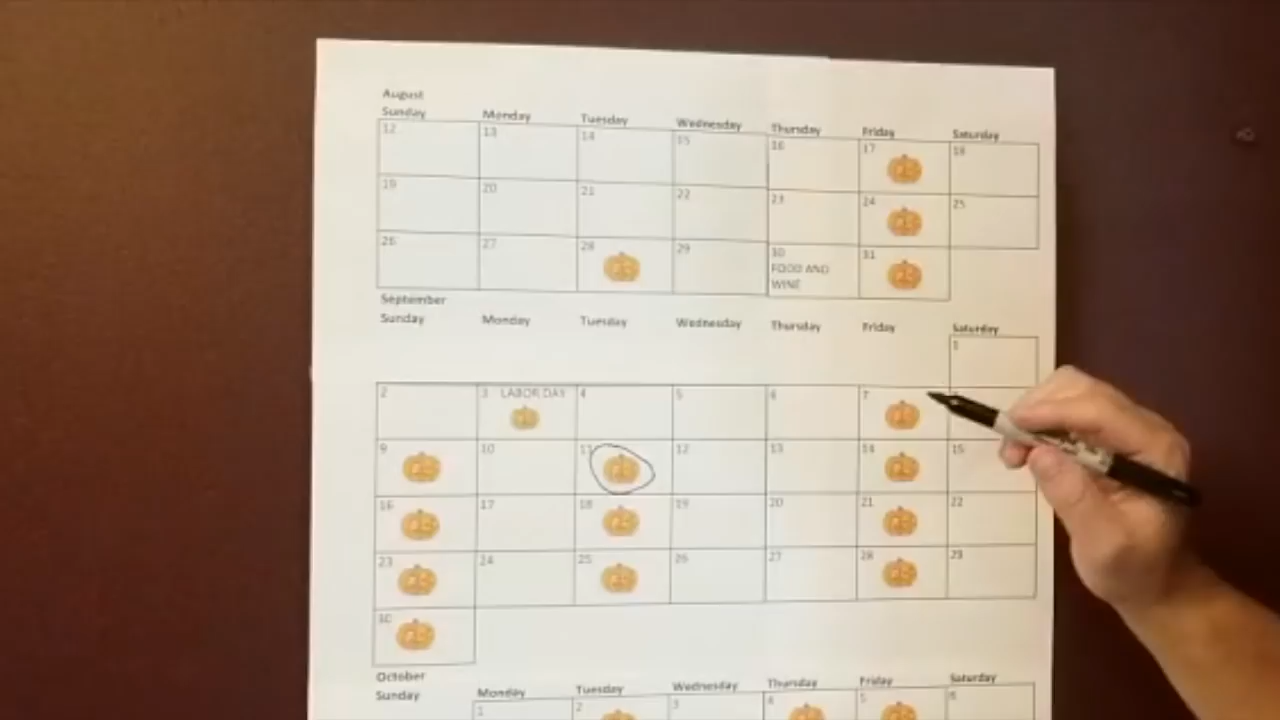 August
Sunday Monday Tuesday Wednesday Thursday Friday Saturday
12 13 14 15 16 17 18
19 20 21 22 23 24 25
26 27 28 29 30 31
FOOD AND
WINE
September
Sunday Monday Tuesday Wednesday Thursday Friday Saturday
1
2 3 LABOR DAY 4 5 6 7
9 10 11 12 13 14 15
16 17 18 19 20 21 22
23 24 25 26 27 28 29
30
October
Sunday Monday Tuesday Wednesday Thursday Friday Saturday
1 2 3 4 5 6